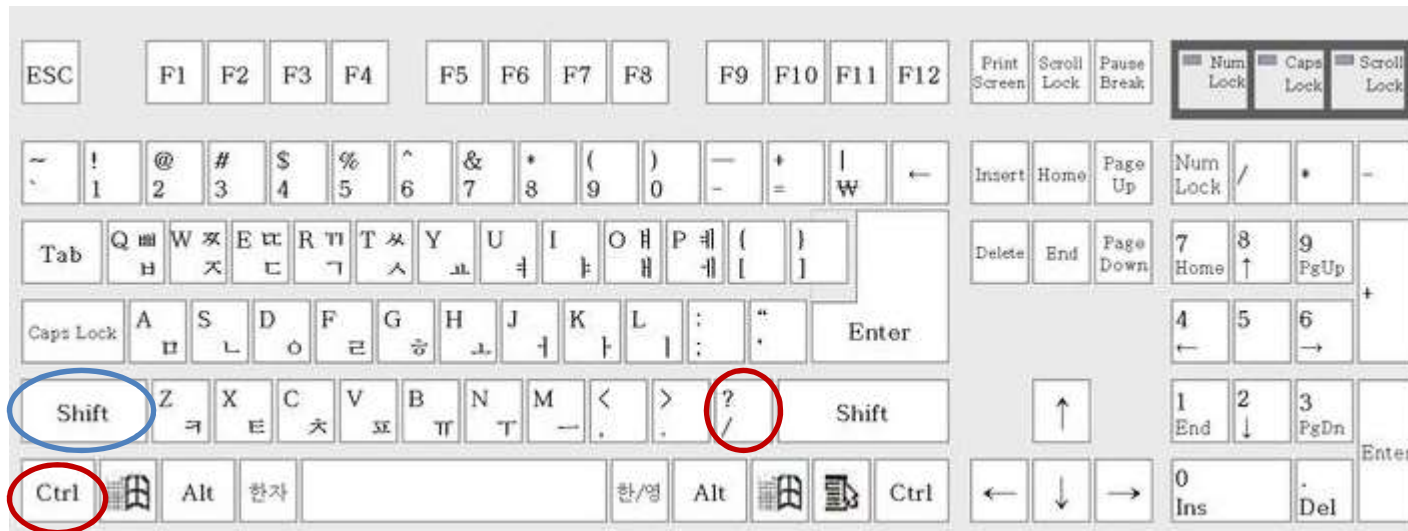 ESC F1 F2 F3 F4 F5 F6 F7 F8 F9 F10 F11 F12 Print Screen Scroll Lock Pause Break Num Lock Caps Lock Scroll Lock
~ ` ! 1 @ 2 # 3 $ 4 % 5 ^ 6 & 7 * 8 ( 9 ) 0 — - + = | ₩ ← Insert Home Page Up Num Lock / * -
Tab Q ㅃ ㅂ W ㅉ ㅈ E ㄸ ㄷ R ㄲ ㄱ T ㅆ ㅅ Y ㅛ U ㅕ I ㅑ O ㅒ ㅐ P ㅖ ㅔ { [ } ] Delete End Page Down 7 Home 8 ↑ 9 PgUp +
Caps Lock A ㅁ S ㄴ D ㅇ F ㄹ G ㅎ H ㅗ J ㅓ K ㅏ L ㅣ : : “ ' Enter 4 ← 5 6 →
Shift Z ㅋ X ㅌ C ㅊ V ㅍ B ㅠ N ㅜ M ㅡ < , > . ? / Shift ↑ 1 End 2 ↓ 3 PgDn Enter
Ctrl Alt 한자 한/영 Alt Ctrl ← ↓ → 0 Ins . Del